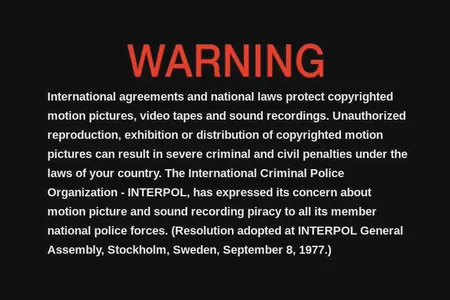 WARNING
International agreements and national laws protect copyrighted
motion pictures, video tapes and sound recordings. Unauthorized
reproduction, exhibition or distribution of copyrighted motion
pictures can result in severe criminal and civil penalties under the
laws of your country. The International Criminal Police
Organization - INTERPOL, has expressed its concern about
motion picture and sound recording piracy to all its member
national police forces. (Resolution adopted at INTERPOL General
Assembly, Stockholm, Sweden, September 8, 1977.)